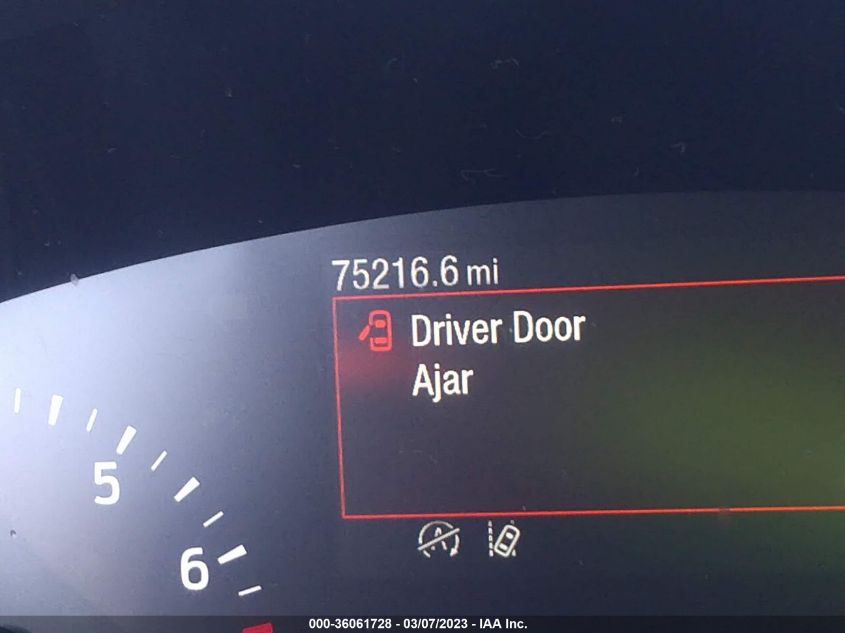 75216.6 mi
Driver Door
Ajar
5
6
000-36061728 - 03/07/2023 - IAA Inc.